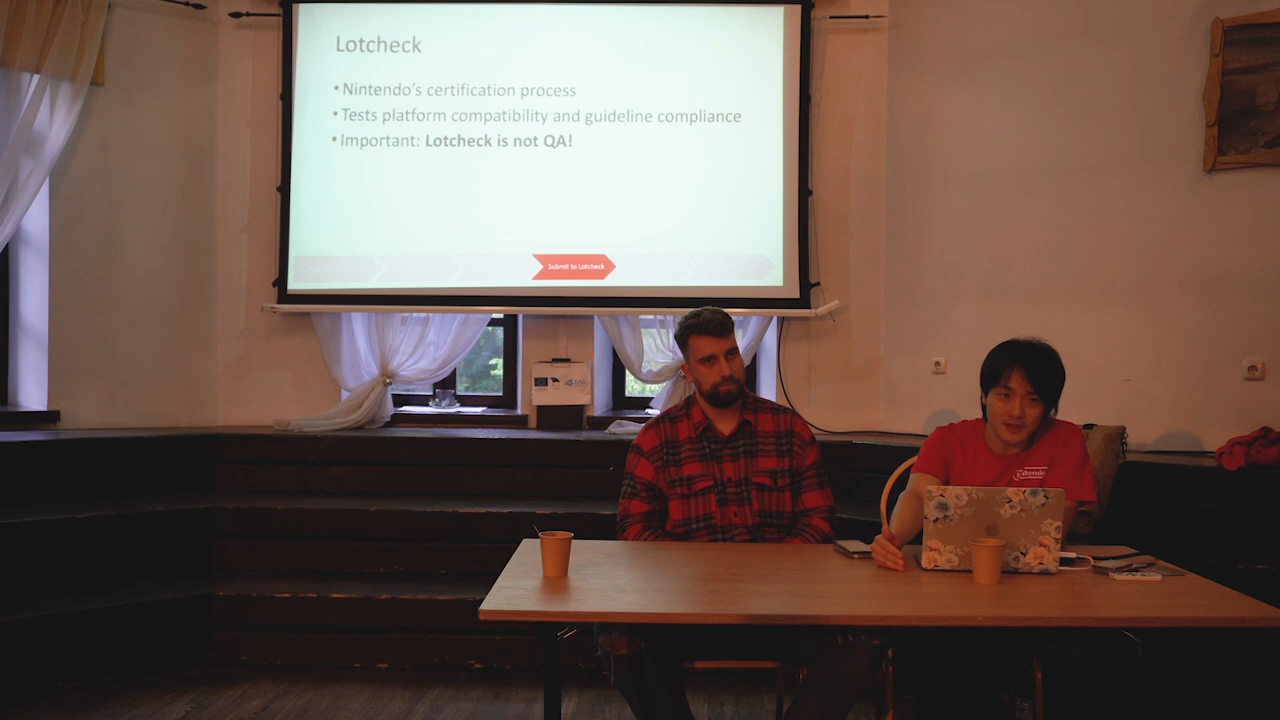 Lotcheck
• Nintendo's certification process
• Tests platform compatibility and guideline compliance
• Important: Lotcheck is not QA!
Submit to Lotcheck